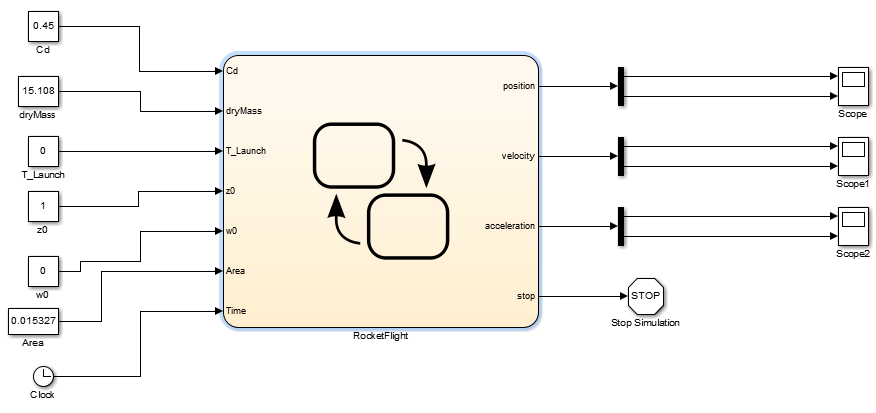 0.45
Cd
15.108
dryMass
0
T_Launch
1
z0
0
w0
0.015327
Area
Clock
Cd
dryMass
T_Launch
z0
w0
Area
Time
position
velocity
acceleration
stop
RocketFlight
Scope
Scope1
Scope2
STOP
Stop Simulation